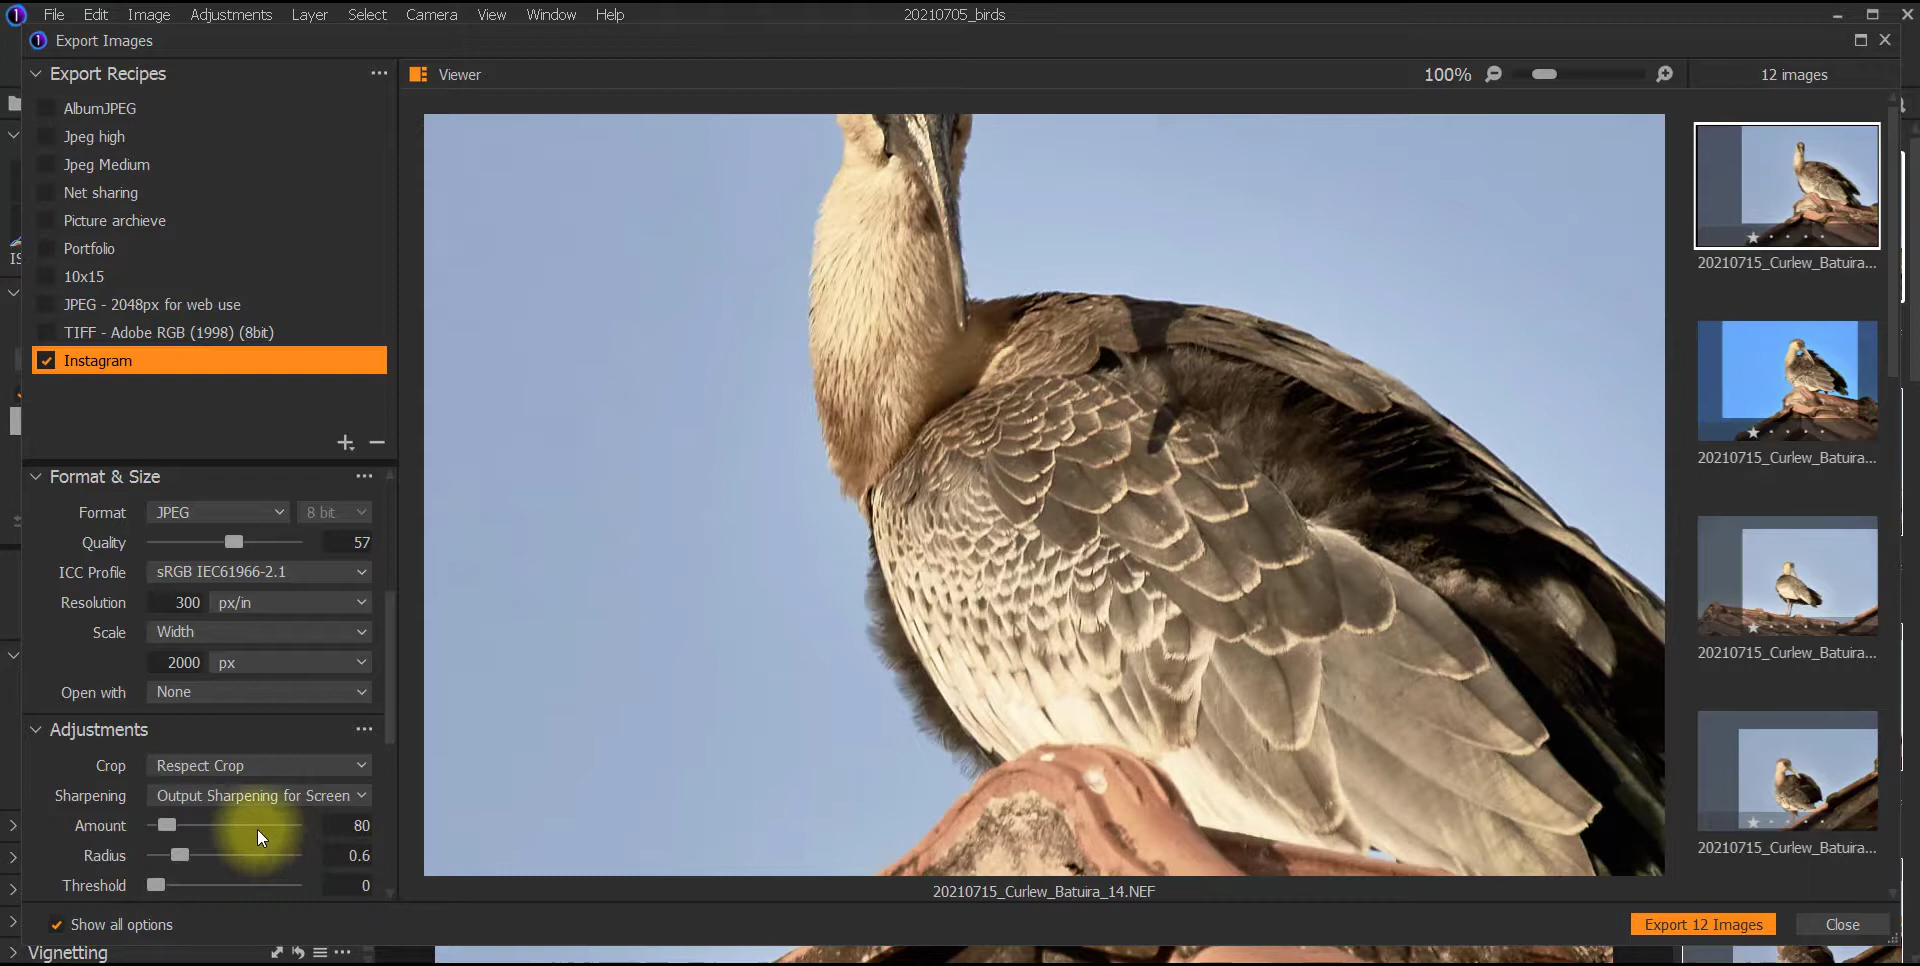 File Edit Image Adjustments Layer Select Camera View Window Help 20210705_birds
Export Images
Export Recipes
Viewer
100%
12 images
AlbumJPEG
Jpeg high
Jpeg Medium
Net sharing
Picture archieve
Portfolio
10x15
JPEG - 2048px for web use
TIFF - Adobe RGB (1998) (8bit)
Instagram
20210715_Curlew_Batuira...
20210715_Curlew_Batuira...
20210715_Curlew_Batuira...
20210715_Curlew_Batuira...
Format & Size
Format JPEG 8 bit
Quality 57
ICC Profile sRGB IEC61966-2.1
Resolution 300 px/in
Scale Width
2000 px
Open with None
Adjustments
Crop Respect Crop
Sharpening Output Sharpening for Screen
Amount 80
Radius 0.6
Threshold 0
20210715_Curlew_Batuira_14.NEF
Show all options
Export 12 Images Close
Vignetting